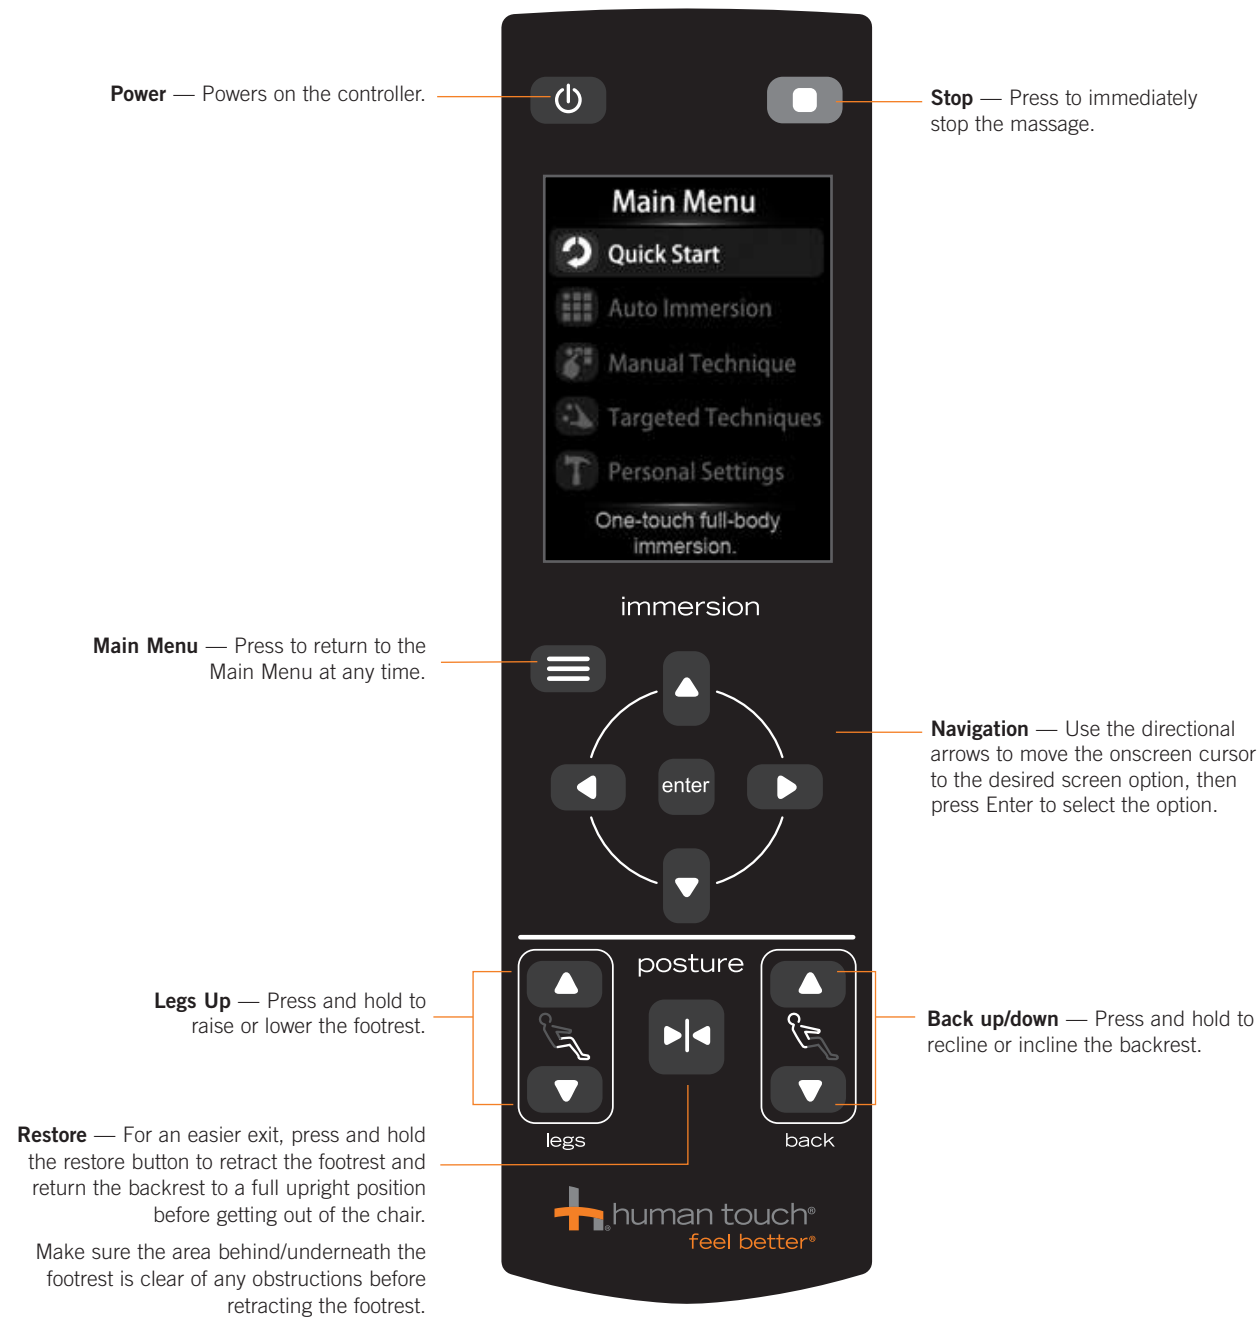 Power — Powers on the controller.
Stop — Press to immediately
stop the massage.
Main Menu
Quick Start
Auto Immersion
Manual Technique
Targeted Techniques
Personal Settings
One-touch full-body
immersion.
immersion
Main Menu — Press to return to the
Main Menu at any time.
enter
Navigation — Use the directional
arrows to move the onscreen cursor
to the desired screen option, then
press Enter to select the option.
posture
Legs Up — Press and hold to
raise or lower the footrest.
Back up/down — Press and hold to
recline or incline the backrest.
legs
back
Restore — For an easier exit, press and hold
the restore button to retract the footrest and
return the backrest to a full upright position
before getting out of the chair.
Make sure the area behind/underneath the
footrest is clear of any obstructions before
retracting the footrest.
human touch®
feel better®